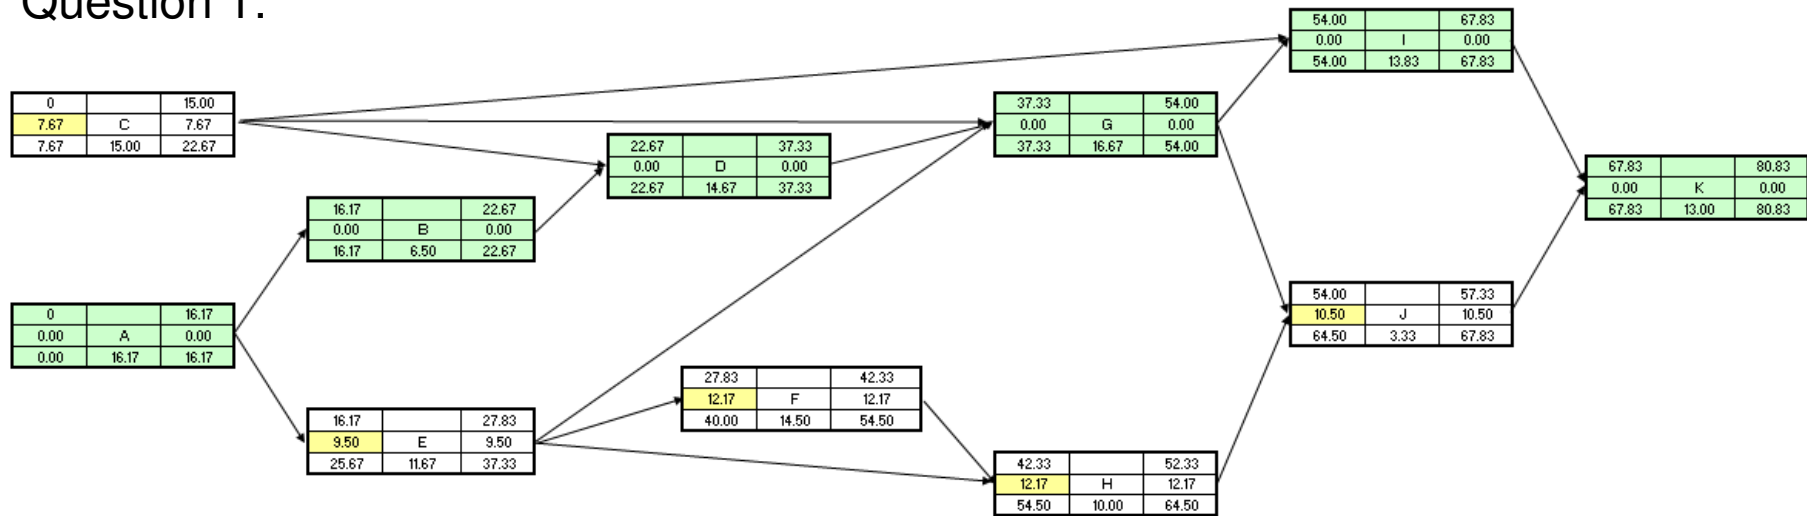 Question 1:
54.00 67.83
0.00 I 0.00
54.00 13.83 67.83
0 15.00
7.67 C 7.67
7.67 15.00 22.67
37.33 54.00
0.00 G 0.00
37.33 16.67 54.00
22.67 37.33
0.00 D 0.00
22.67 14.67 37.33
67.83 80.83
0.00 K 0.00
67.83 13.00 80.83
16.17 22.67
0.00 B 0.00
16.17 6.50 22.67
0 16.17
0.00 A 0.00
0.00 16.17 16.17
54.00 57.33
10.50 J 10.50
64.50 3.33 67.83
27.83 42.33
12.17 F 12.17
40.00 14.50 54.50
16.17 27.83
9.50 E 9.50
25.67 11.67 37.33
42.33 52.33
12.17 H 12.17
54.50 10.00 64.50